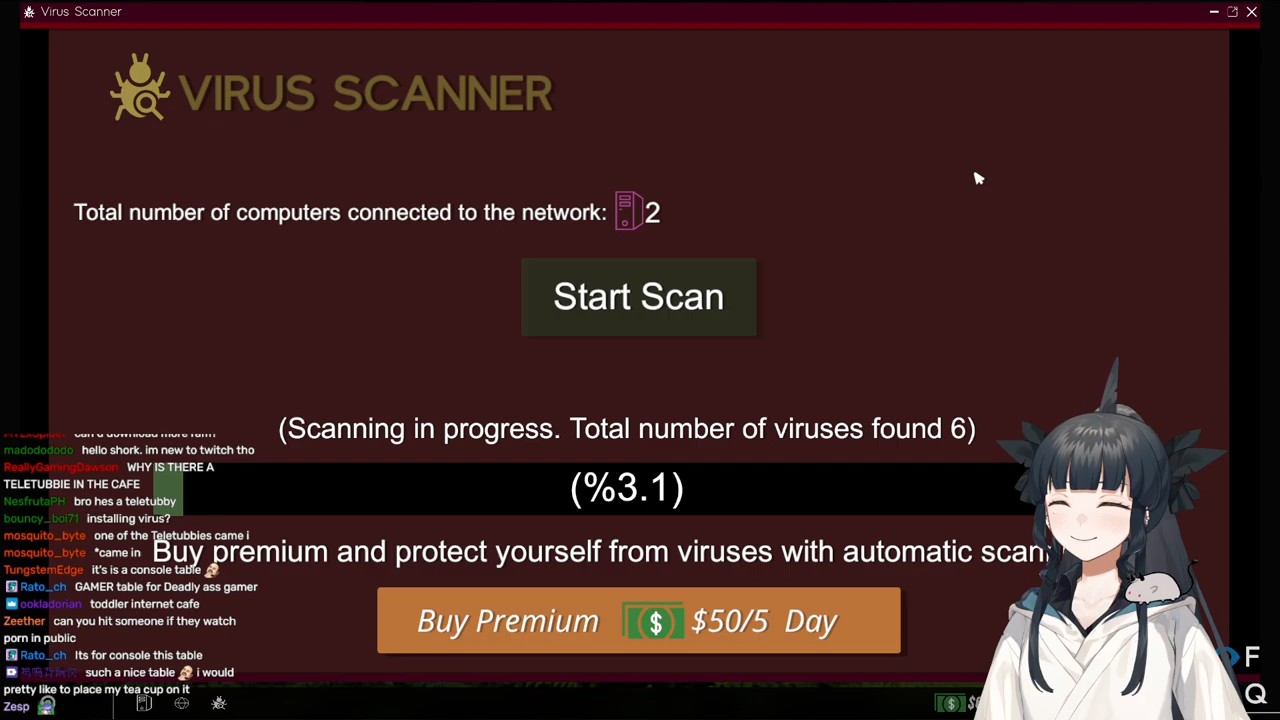 Virus Scanner
VIRUS SCANNER
Total number of computers connected to the network: 2
Start Scan
(Scanning in progress. Total number of viruses found 6)
(%3.1)
Buy premium and protect yourself from viruses with automatic scan
Buy Premium $ $50/5 Day
F
Q
$
madodododo hello shork. im new to twitch tho
ReallyGamingDawson WHY IS THERE A
TELETUBBIE IN THE CAFE
NesfrutaPH bro hes a teletubby
bouncy_boi71 installing virus?
mosquito_byte one of the Teletubbies came i
mosquito_byte *came in
TungstemEdge it's is a console table
Rato_ch GAMER table for Deadly ass gamer
ookladorian toddler internet cafe
Zeether can you hit someone if they watch
porn in public
Rato_ch Its for console this table
such a nice table i would
pretty like to place my tea cup on it
Zesp